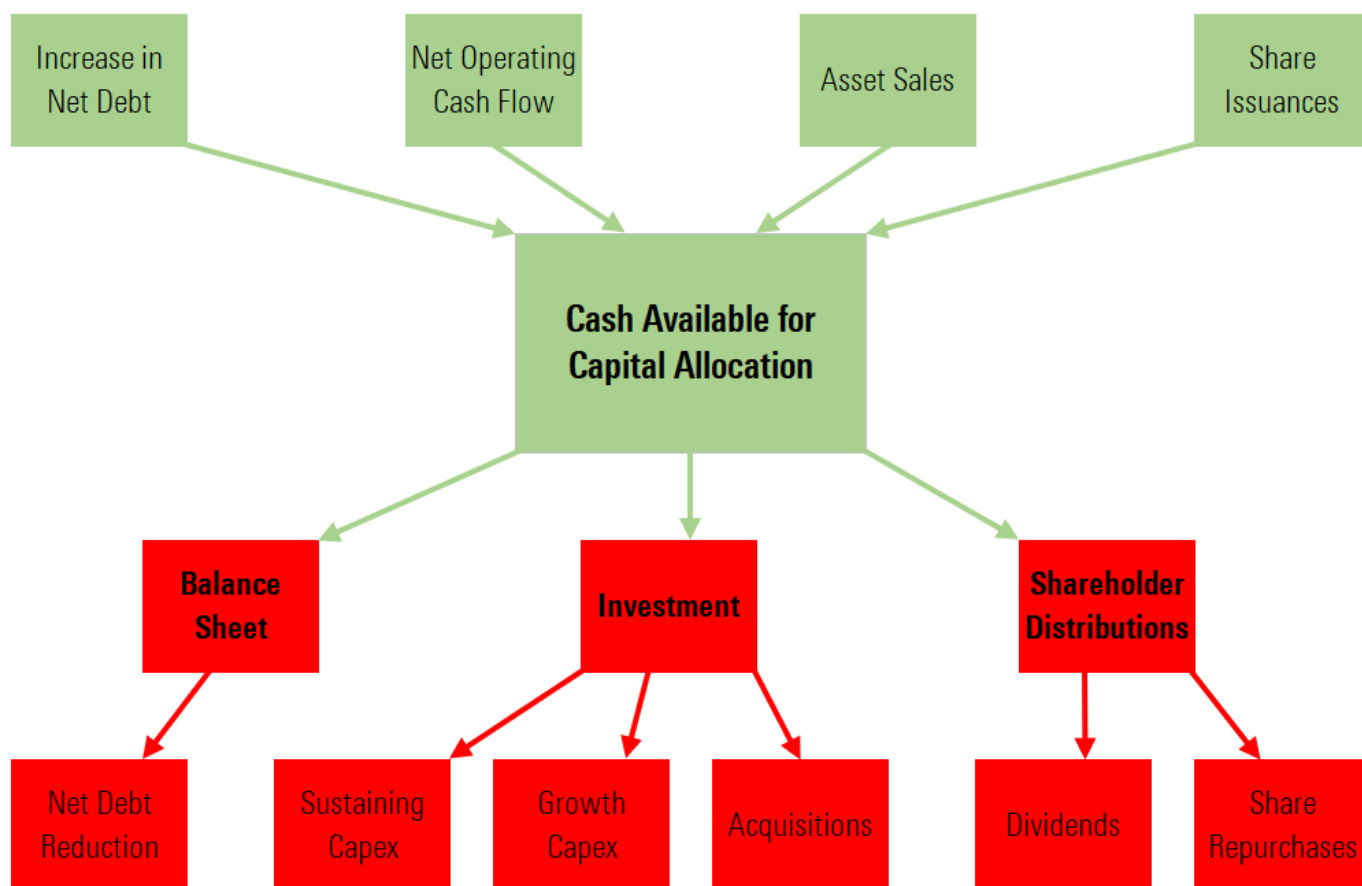 Increase in
Net Debt
Net Operating
Cash Flow
Asset Sales
Share
Issuances
Cash Available for
Capital Allocation
Balance
Sheet
Investment
Shareholder
Distributions
Net Debt
Reduction
Sustaining
Capex
Growth
Capex
Acquisitions
Dividends
Share
Repurchases